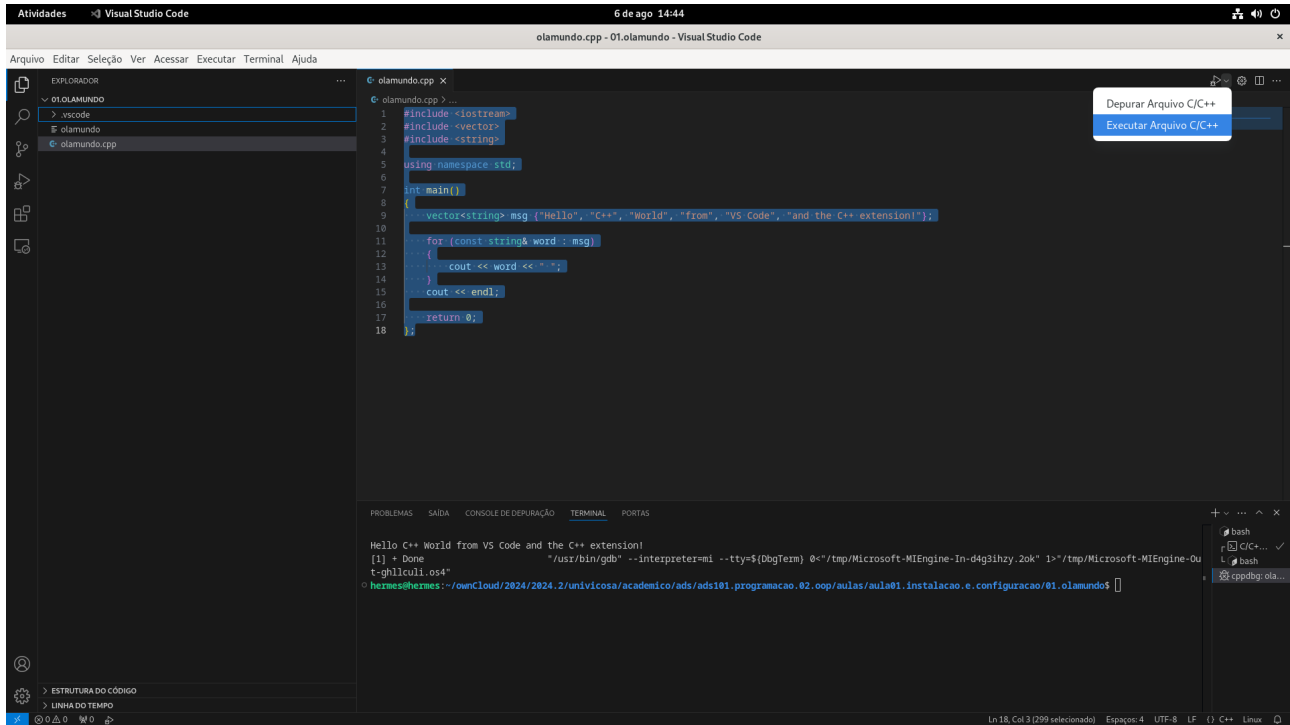 Atividades Visual Studio Code 6 de ago 14:44
olamundo.cpp - 01.olamundo - Visual Studio Code ×
Arquivo Editar Seleção Ver Acessar Executar Terminal Ajuda
EXPLORADOR ···
01.OLAMUNDO
.vscode
olamundo
olamundo.cpp
olamundo.cpp ×
olamundo.cpp > ...
Depurar Arquivo C/C++
Executar Arquivo C/C++
1 #include <iostream>
2 #include <vector>
3 #include <string>
4
5 using namespace std;
6
7 int main()
8 {
9 ····vector<string> msg {"Hello", "C++", "World", "from", "VS Code", "and the C++ extension!"};
10
11 ····for (const string& word : msg)
12 ····{
13 ········cout << word << " ";
14 ····}
15 ····cout << endl;
16
17 ····return 0;
18 };
PROBLEMAS SAÍDA CONSOLE DE DEPURAÇÃO TERMINAL PORTAS
Hello C++ World from VS Code and the C++ extension!
[1] + Done "/usr/bin/gdb" --interpreter=mi --tty=${DbgTerm} 0<"/tmp/Microsoft-MIEngine-In-d4g3ihzy.2ok" 1>"/tmp/Microsoft-MIEngine-Ou
t-ghllculi.os4"
hermes@hermes:~/ownCloud/2024/2024.2/univicosa/academico/ads/ads101.programacao.02.oop/aulas/aula01.instalacao.e.configuracao/01.olamundo$
bash
C/C+...
bash
cppdbg: ola...
ESTRUTURA DO CÓDIGO
LINHA DO TEMPO
0 0 0 Ln 18, Col 3 (299 selecionado) Espaços: 4 UTF-8 LF {} C++ Linux